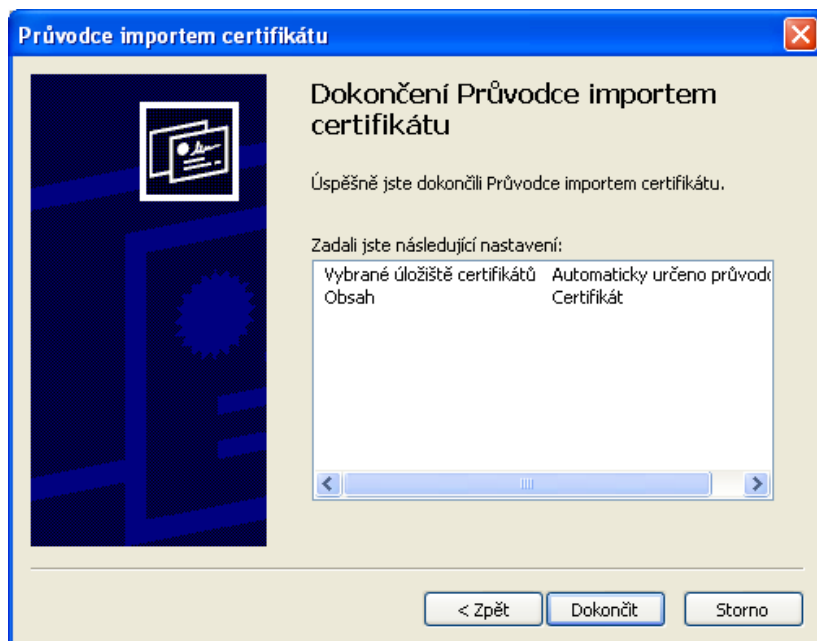 Průvodce importem certifikátu
Dokončení Průvodce importem
certifikátu
Úspěšně jste dokončili Průvodce importem certifikátu.
Zadali jste následující nastavení:
Vybrané úložiště certifikátů Automaticky určeno průvodc
Obsah Certifikát
< Zpět Dokončit Storno